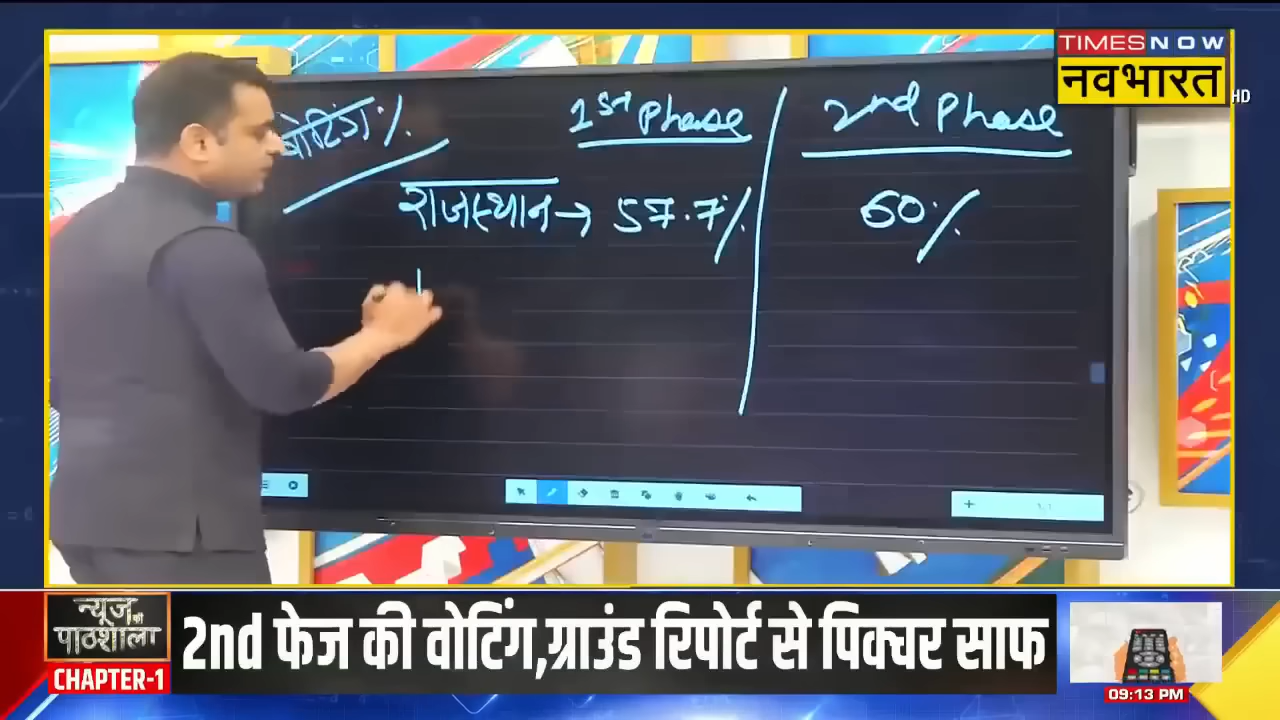 TIMES NOW
नवभारत
HD
वोटिंग %
1st Phase
2nd Phase
राजस्थान → 57.7%
60%
न्यूज की
पाठशाला
CHAPTER-1
2nd फेज की वोटिंग,ग्राउंड रिपोर्ट से पिक्चर साफ
09:13 PM